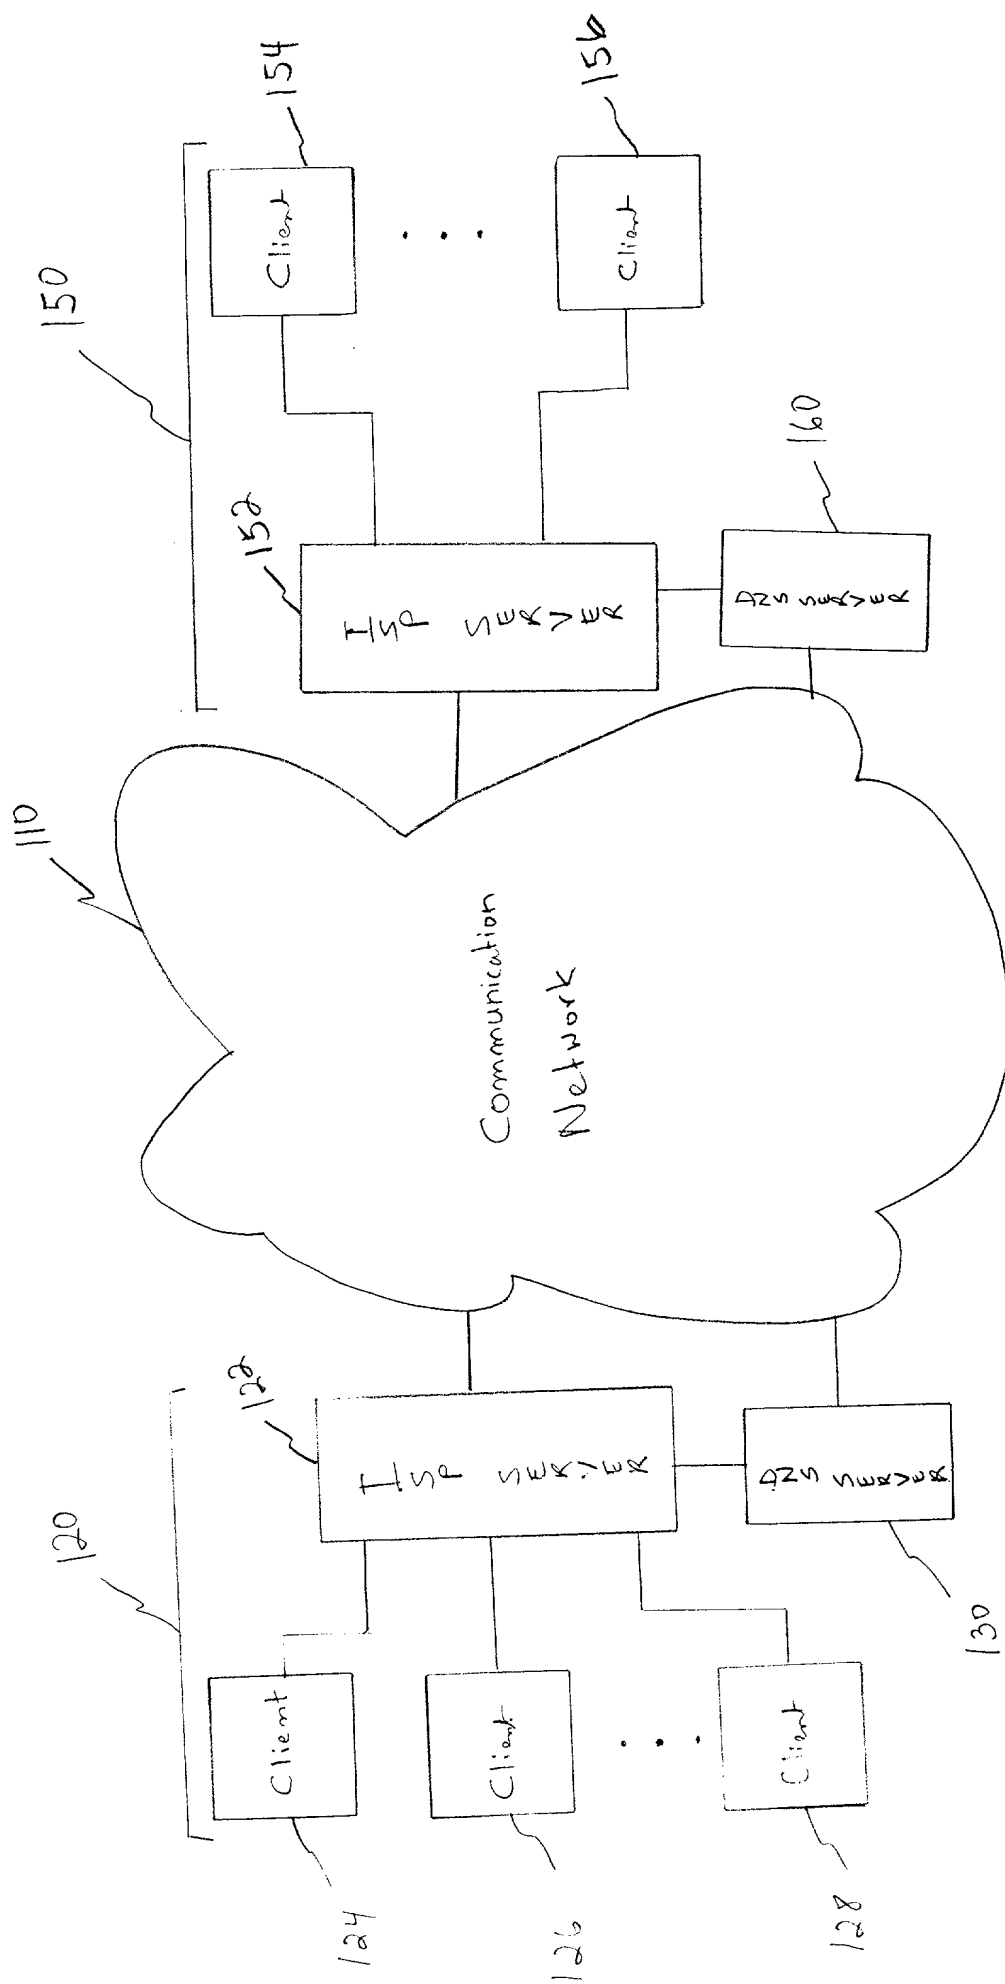 110
150
120
122
152
154
Client
Client
124
ISP
SERVER
Communication
Network
ISP
SERVER
Client
126
Client
156
Client
128
DNS
SERVER
130
DNS
SERVER
160